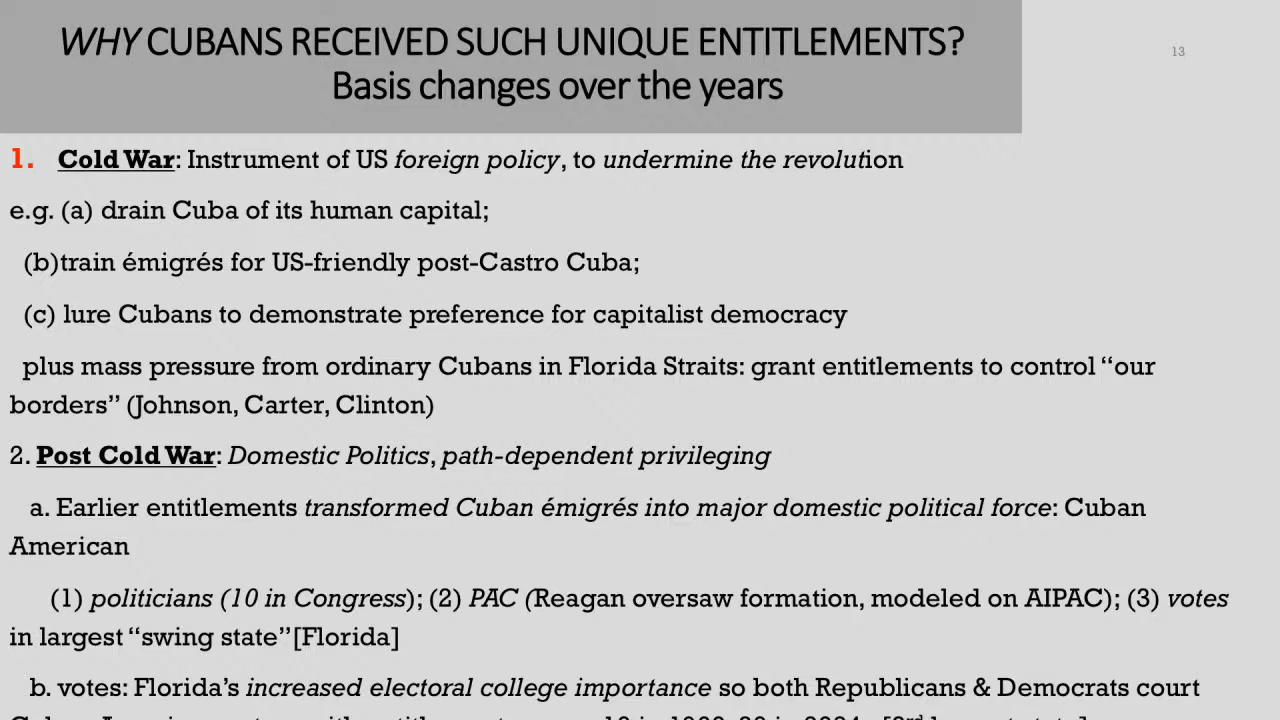 WHY CUBANS RECEIVED SUCH UNIQUE ENTITLEMENTS?
Basis changes over the years
13
1. Cold War: Instrument of US foreign policy, to undermine the revolution
e.g. (a) drain Cuba of its human capital;
(b)train émigrés for US-friendly post-Castro Cuba;
(c) lure Cubans to demonstrate preference for capitalist democracy
plus mass pressure from ordinary Cubans in Florida Straits: grant entitlements to control “our
borders” (Johnson, Carter, Clinton)
2. Post Cold War: Domestic Politics, path-dependent privileging
a. Earlier entitlements transformed Cuban émigrés into major domestic political force: Cuban
American
(1) politicians (10 in Congress); (2) PAC (Reagan oversaw formation, modeled on AIPAC); (3) votes
in largest “swing state”[Florida]
b. votes: Florida’s increased electoral college importance so both Republicans & Democrats court